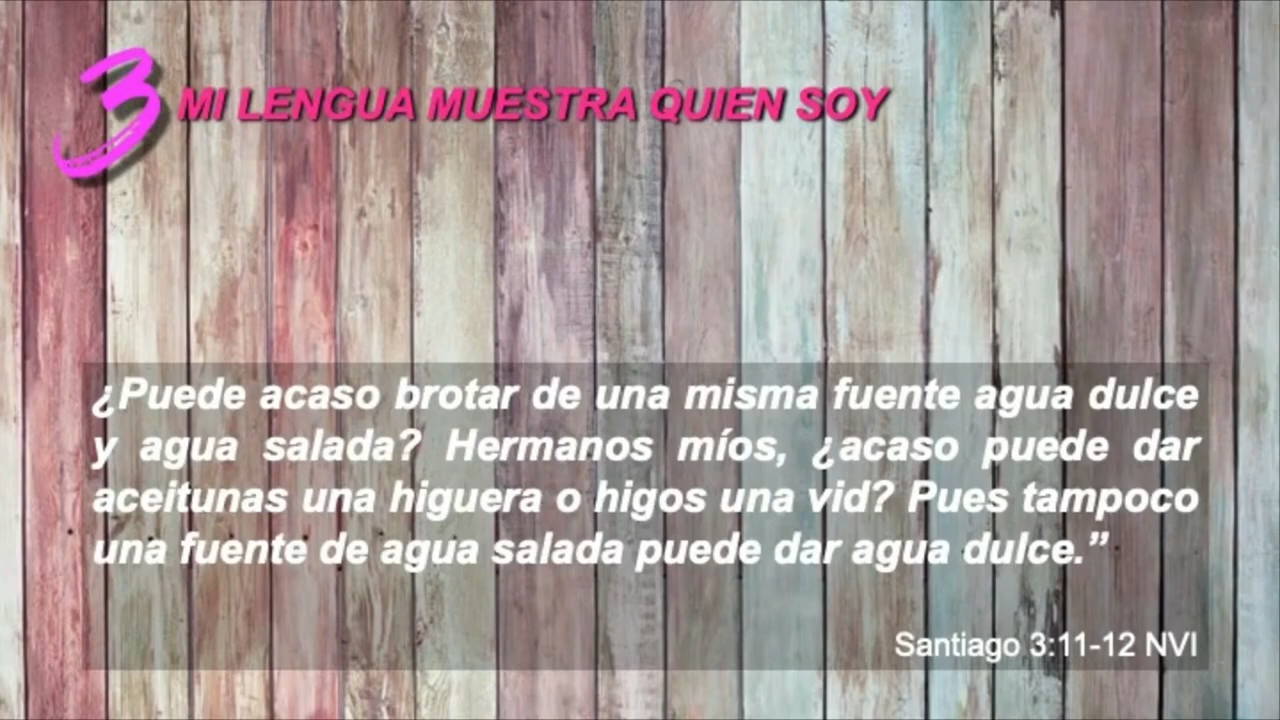 3 MI LENGUA MUESTRA QUIEN SOY
¿Puede acaso brotar de una misma fuente agua dulce
y agua salada? Hermanos míos, ¿acaso puede dar
aceitunas una higuera o higos una vid? Pues tampoco
una fuente de agua salada puede dar agua dulce.”
Santiago 3:11-12 NVI